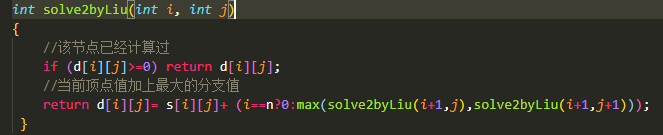 int solve2byLiu(int i, int j)
{
//该节点已经计算过
if (d[i][j]>=0) return d[i][j];
//当前顶点值加上最大的分支值
return d[i][j]= s[i][j]+ (i==n?0:max(solve2byLiu(i+1,j),solve2byLiu(i+1,j+1)));
}